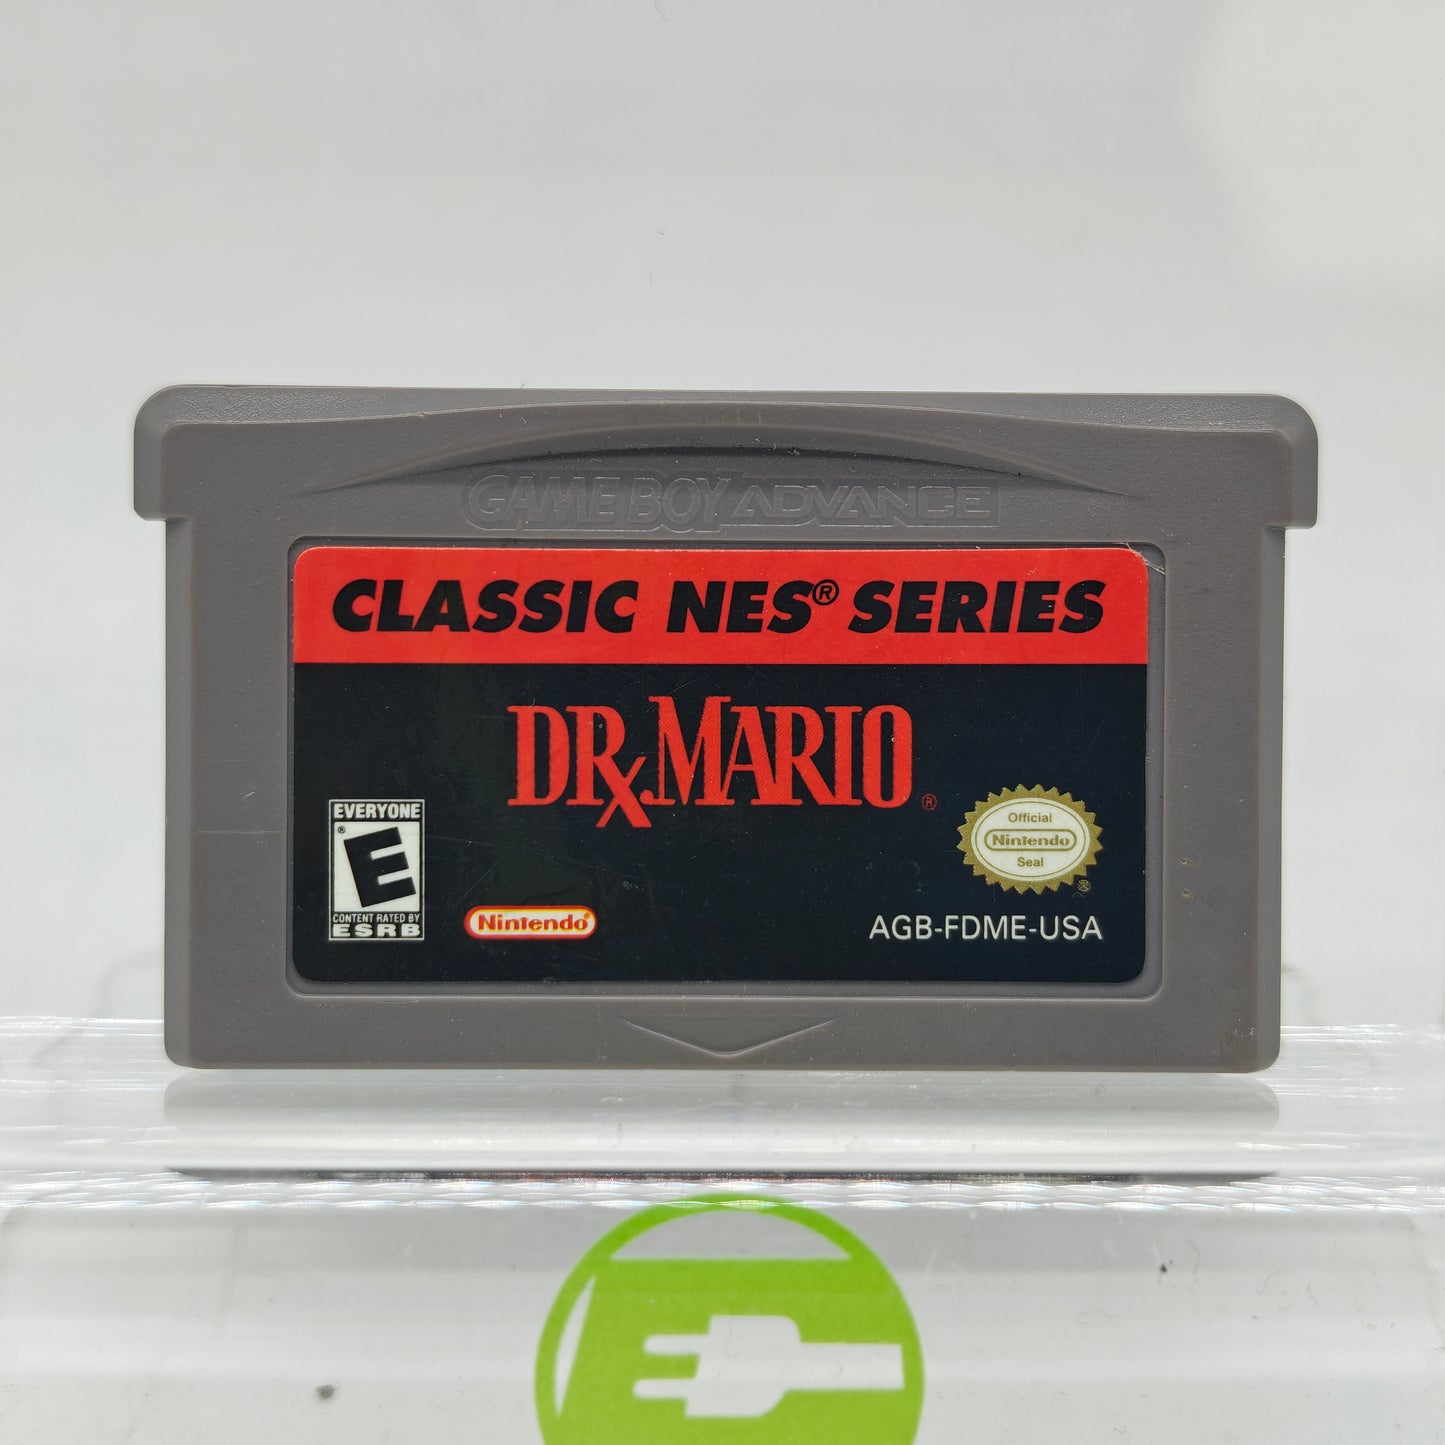 GAME BOY ADVANCE
CLASSIC NES® SERIES
DR.MARIO®
EVERYONE
E®
CONTENT RATED BY
ESRB
Nintendo®
Official
Nintendo
Seal
®
AGB-FDME-USA